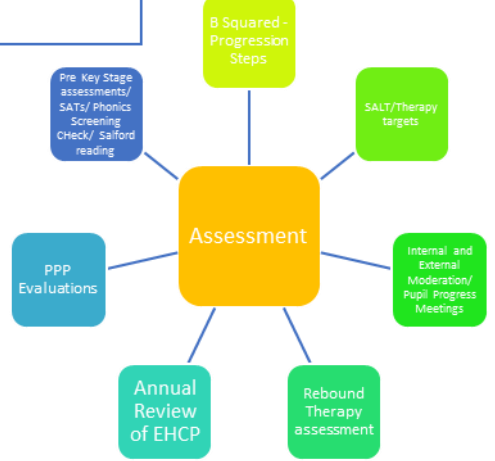 B Squared -
Progression
Steps
Pre Key Stage
assessments/
SATs/ Phonics
Screening
CHeck/ Salford
reading
SALT/Therapy
targets
Assessment
PPP
Evaluations
Internal and
External
Moderation/
Pupil Progress
Meetings
Annual
Review
of EHCP
Rebound
Therapy
assessment